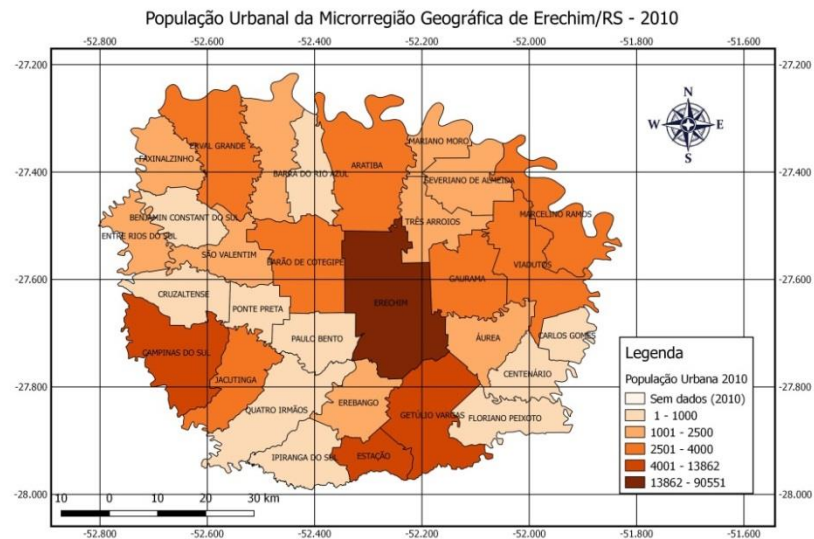 População Urbanal da Microrregião Geográfica de Erechim/RS - 2010
-52.800 -52.600 -52.400 -52.200 -52.000 -51.800 -51.600
-27.200 -27.200
N
W E
S
MARIANO MORO
ERVAL GRANDE
FAXINALZINHO
ARATIBA
BARRA DO RIO AZUL
SEVERIANO DE ALMEIDA
-27.400 -27.400
BENJAMIN CONSTANT DO SUL
TRÊS ARROIOS
MARCELINO RAMOS
ENTRE RIOS DO SUL
SÃO VALENTIM
BARÃO DE COTEGIPE
VIADUTOS
GAURAMA
-27.600 -27.600
CRUZALTENSE
PONTE PRETA
ERECHIM
PAULO BENTO
ÁUREA
CARLOS GOMES
CAMPINAS DO SUL
JACUTINGA
CENTENÁRIO
-27.800 -27.800
QUATRO IRMÃOS
EREBANGO
GETÚLIO VARGAS
FLORIANO PEIXOTO
IPIRANGA DO SUL
ESTAÇÃO
-28.000 -28.000
Legenda
População Urbana 2010
Sem dados (2010)
1 - 1000
1001 - 2500
2501 - 4000
4001 - 13862
13862 - 90551
10 0 10 20 30 km
-52.800 -52.600 -52.400 -52.200 -52.000 -51.800 -51.600